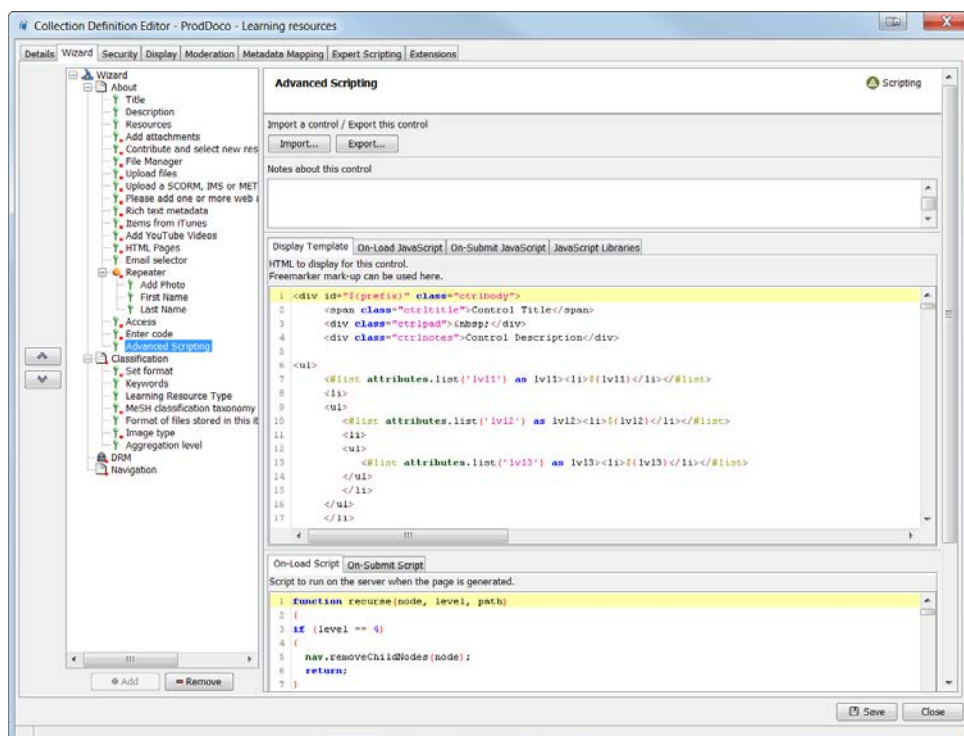 Collection Definition Editor - ProdDoco - Learning resources
Details Wizard Security Display Moderation Metadata Mapping Expert Scripting Extensions
Wizard
About
Title
Description
Resources
Add attachments
Contribute and select new res
File Manager
Upload files
Upload a SCORM, IMS or MET
Please add one or more web a
Rich text metadata
Items from iTunes
Add YouTube Videos
HTML Pages
Email selector
Repeater
Add Photo
First Name
Last Name
Access
Enter code
Advanced Scripting
Classification
Set format
Keywords
Learning Resource Type
MeSH classification taxonomy
Format of files stored in this it
Image type
Aggregation level
DRM
Navigation
Add Remove
Advanced Scripting
Scripting
Import a control / Export this control
Import... Export...
Notes about this control
Display Template On-Load JavaScript On-Submit JavaScript JavaScript Libraries
HTML to display for this control.
Freemarker mark-up can be used here.
1 <div id="${prefix}" class="ctrlbody">
2 <span class="ctrltitle">Control Title</span>
3 <div class="ctrlpad">&nbsp;</div>
4 <div class="ctrlnotes">Control Description</div>
5
6 <ul>
7 <#list attributes.list('lvl1') as lvl1><li>${lvl1}</li></#list>
8 <li>
9 <ul>
10 <#list attributes.list('lvl2') as lvl2><li>${lvl2}</li></#list>
11 <li>
12 <ul>
13 <#list attributes.list('lvl3') as lvl3><li>${lvl3}</li></#list>
14 </ul>
15 </li>
16 </ul>
17 </li>
On-Load Script On-Submit Script
Script to run on the server when the page is generated.
1 function recurse(node, level, path)
2 {
3 if (level == 4)
4 {
5 nav.removeChildNodes(node);
6 return;
7 }
Save Close